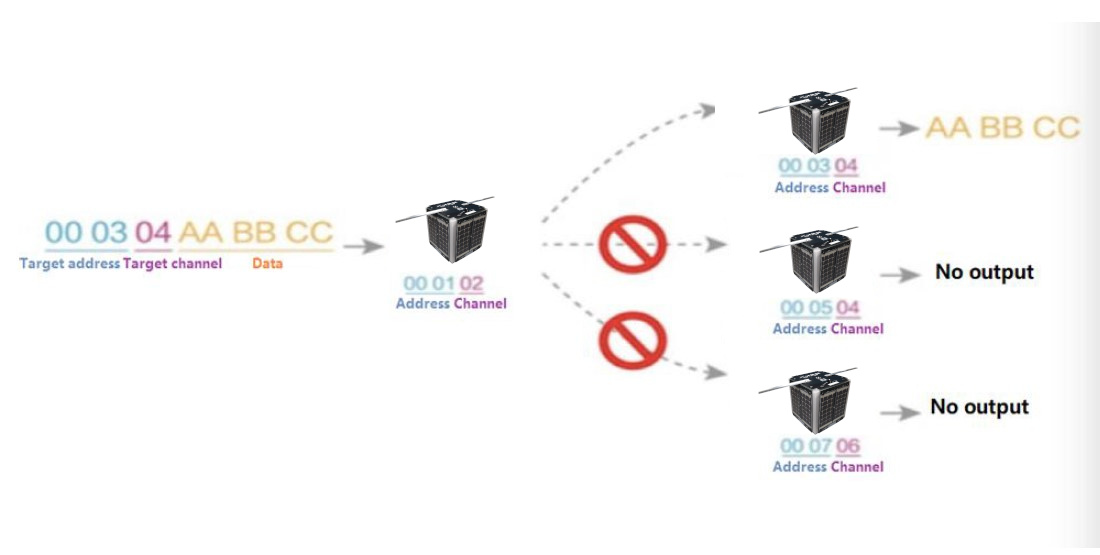 00 03 04 AA BB CC
Target address Target channel Data
00 01 02
Address Channel
00 03 04
Address Channel
AA BB CC
00 05 04
Address Channel
No output
00 07 06
Address Channel
No output